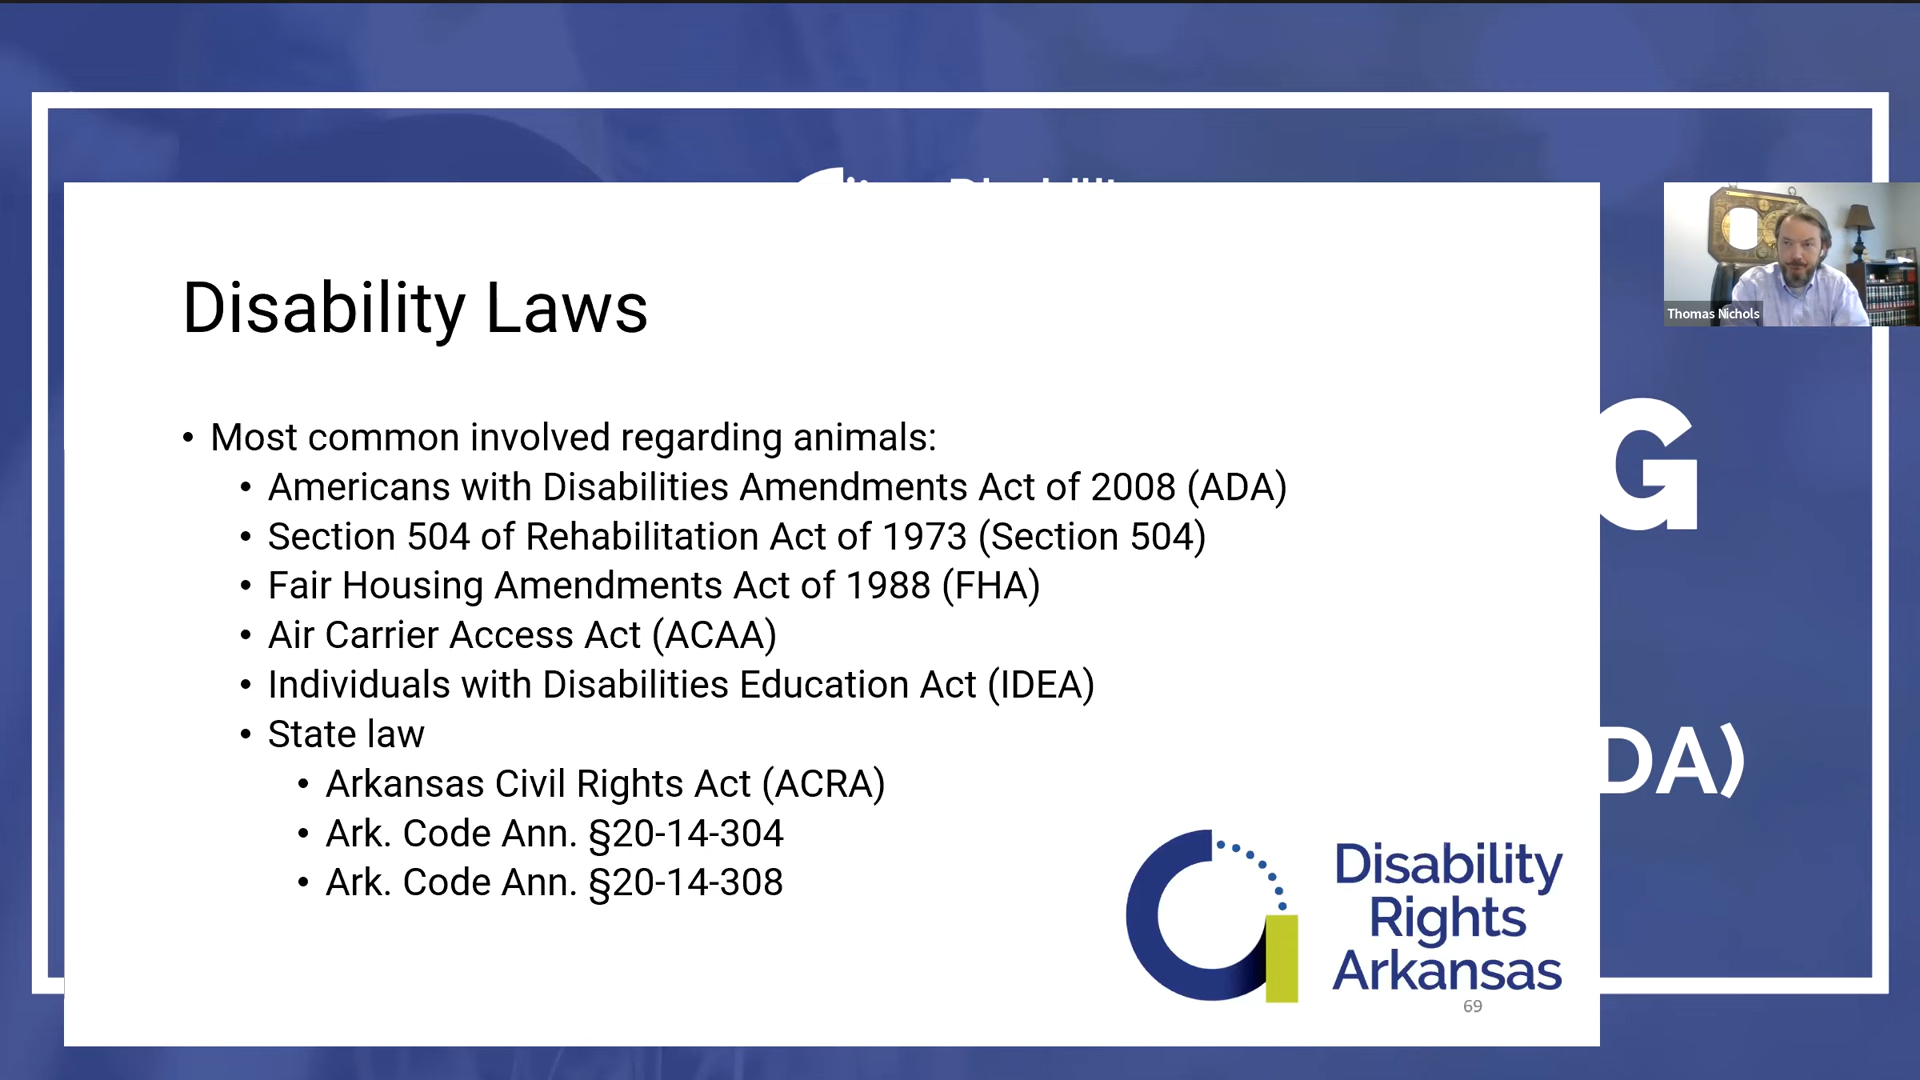 Disability Laws
• Most common involved regarding animals:
• Americans with Disabilities Amendments Act of 2008 (ADA)
• Section 504 of Rehabilitation Act of 1973 (Section 504)
• Fair Housing Amendments Act of 1988 (FHA)
• Air Carrier Access Act (ACAA)
• Individuals with Disabilities Education Act (IDEA)
• State law
• Arkansas Civil Rights Act (ACRA)
• Ark. Code Ann. §20-14-304
• Ark. Code Ann. §20-14-308
Disability
Rights
Arkansas
69
Thomas Nichols
G
DA)